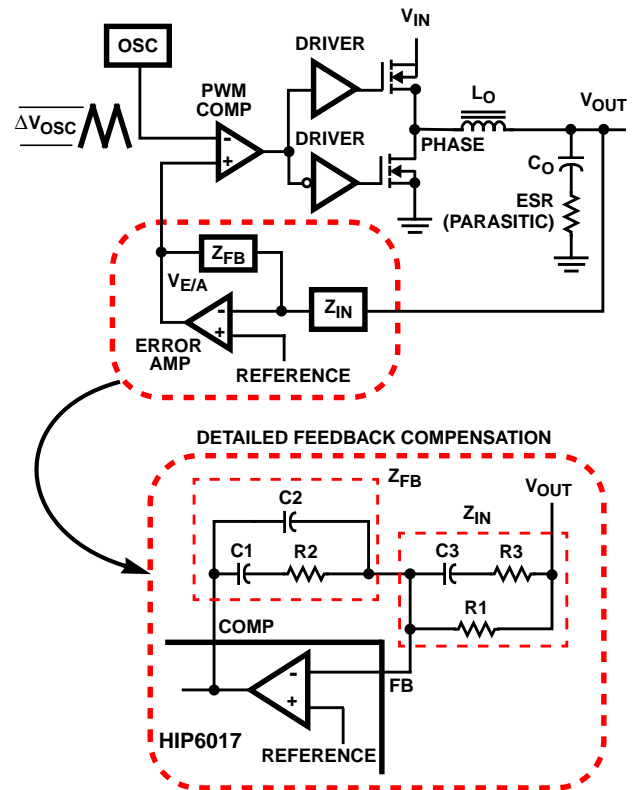 V_IN
DRIVER
OSC
PWM
COMP
L_O
V_OUT
ΔV_OSC
-
+
DRIVER
PHASE
C_O
ESR
(PARASITIC)
Z_FB
V_E/A
Z_IN
-
+
ERROR
AMP
REFERENCE
DETAILED FEEDBACK COMPENSATION
Z_FB
V_OUT
C2
Z_IN
C1
R2
C3
R3
R1
COMP
-
+
FB
HIP6017
REFERENCE